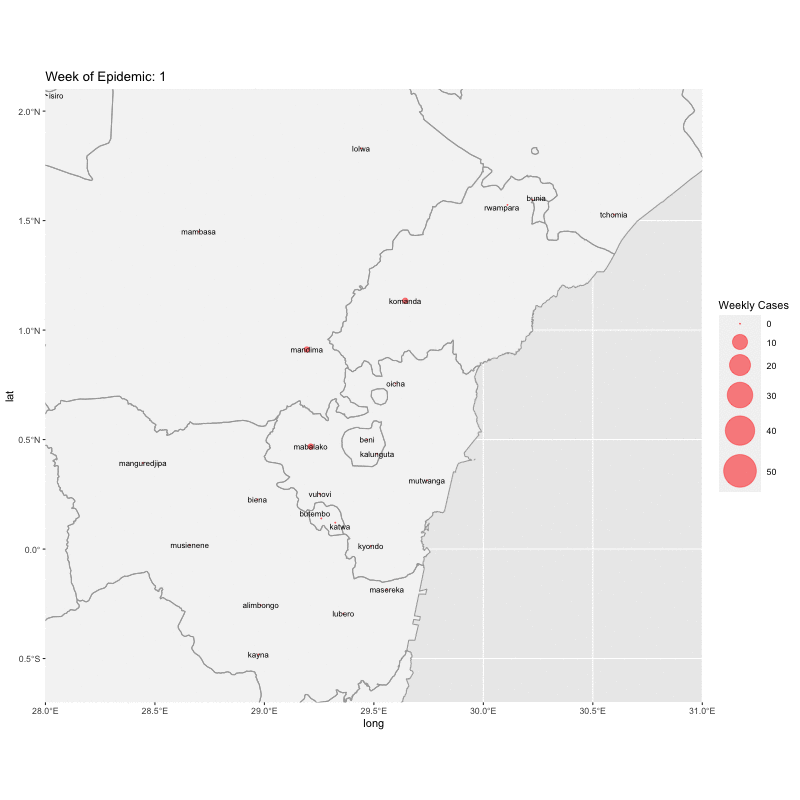 Week of Epidemic: 1
isiro
2.0°N
lolwa
bunia
rwampara
tchomia
1.5°N
mambasa
komanda
Weekly Cases
0
1.0°N
10
mandima
20
oicha
30
lat
40
0.5°N
beni
mabalako
kalunguta
manguredjipa
50
mutwanga
vuhovi
biena
butembo
katwa
musienene
kyondo
0.0°
masereka
alimbongo
lubero
kayna
0.5°S
28.0°E 28.5°E 29.0°E 29.5°E 30.0°E 30.5°E 31.0°E
long